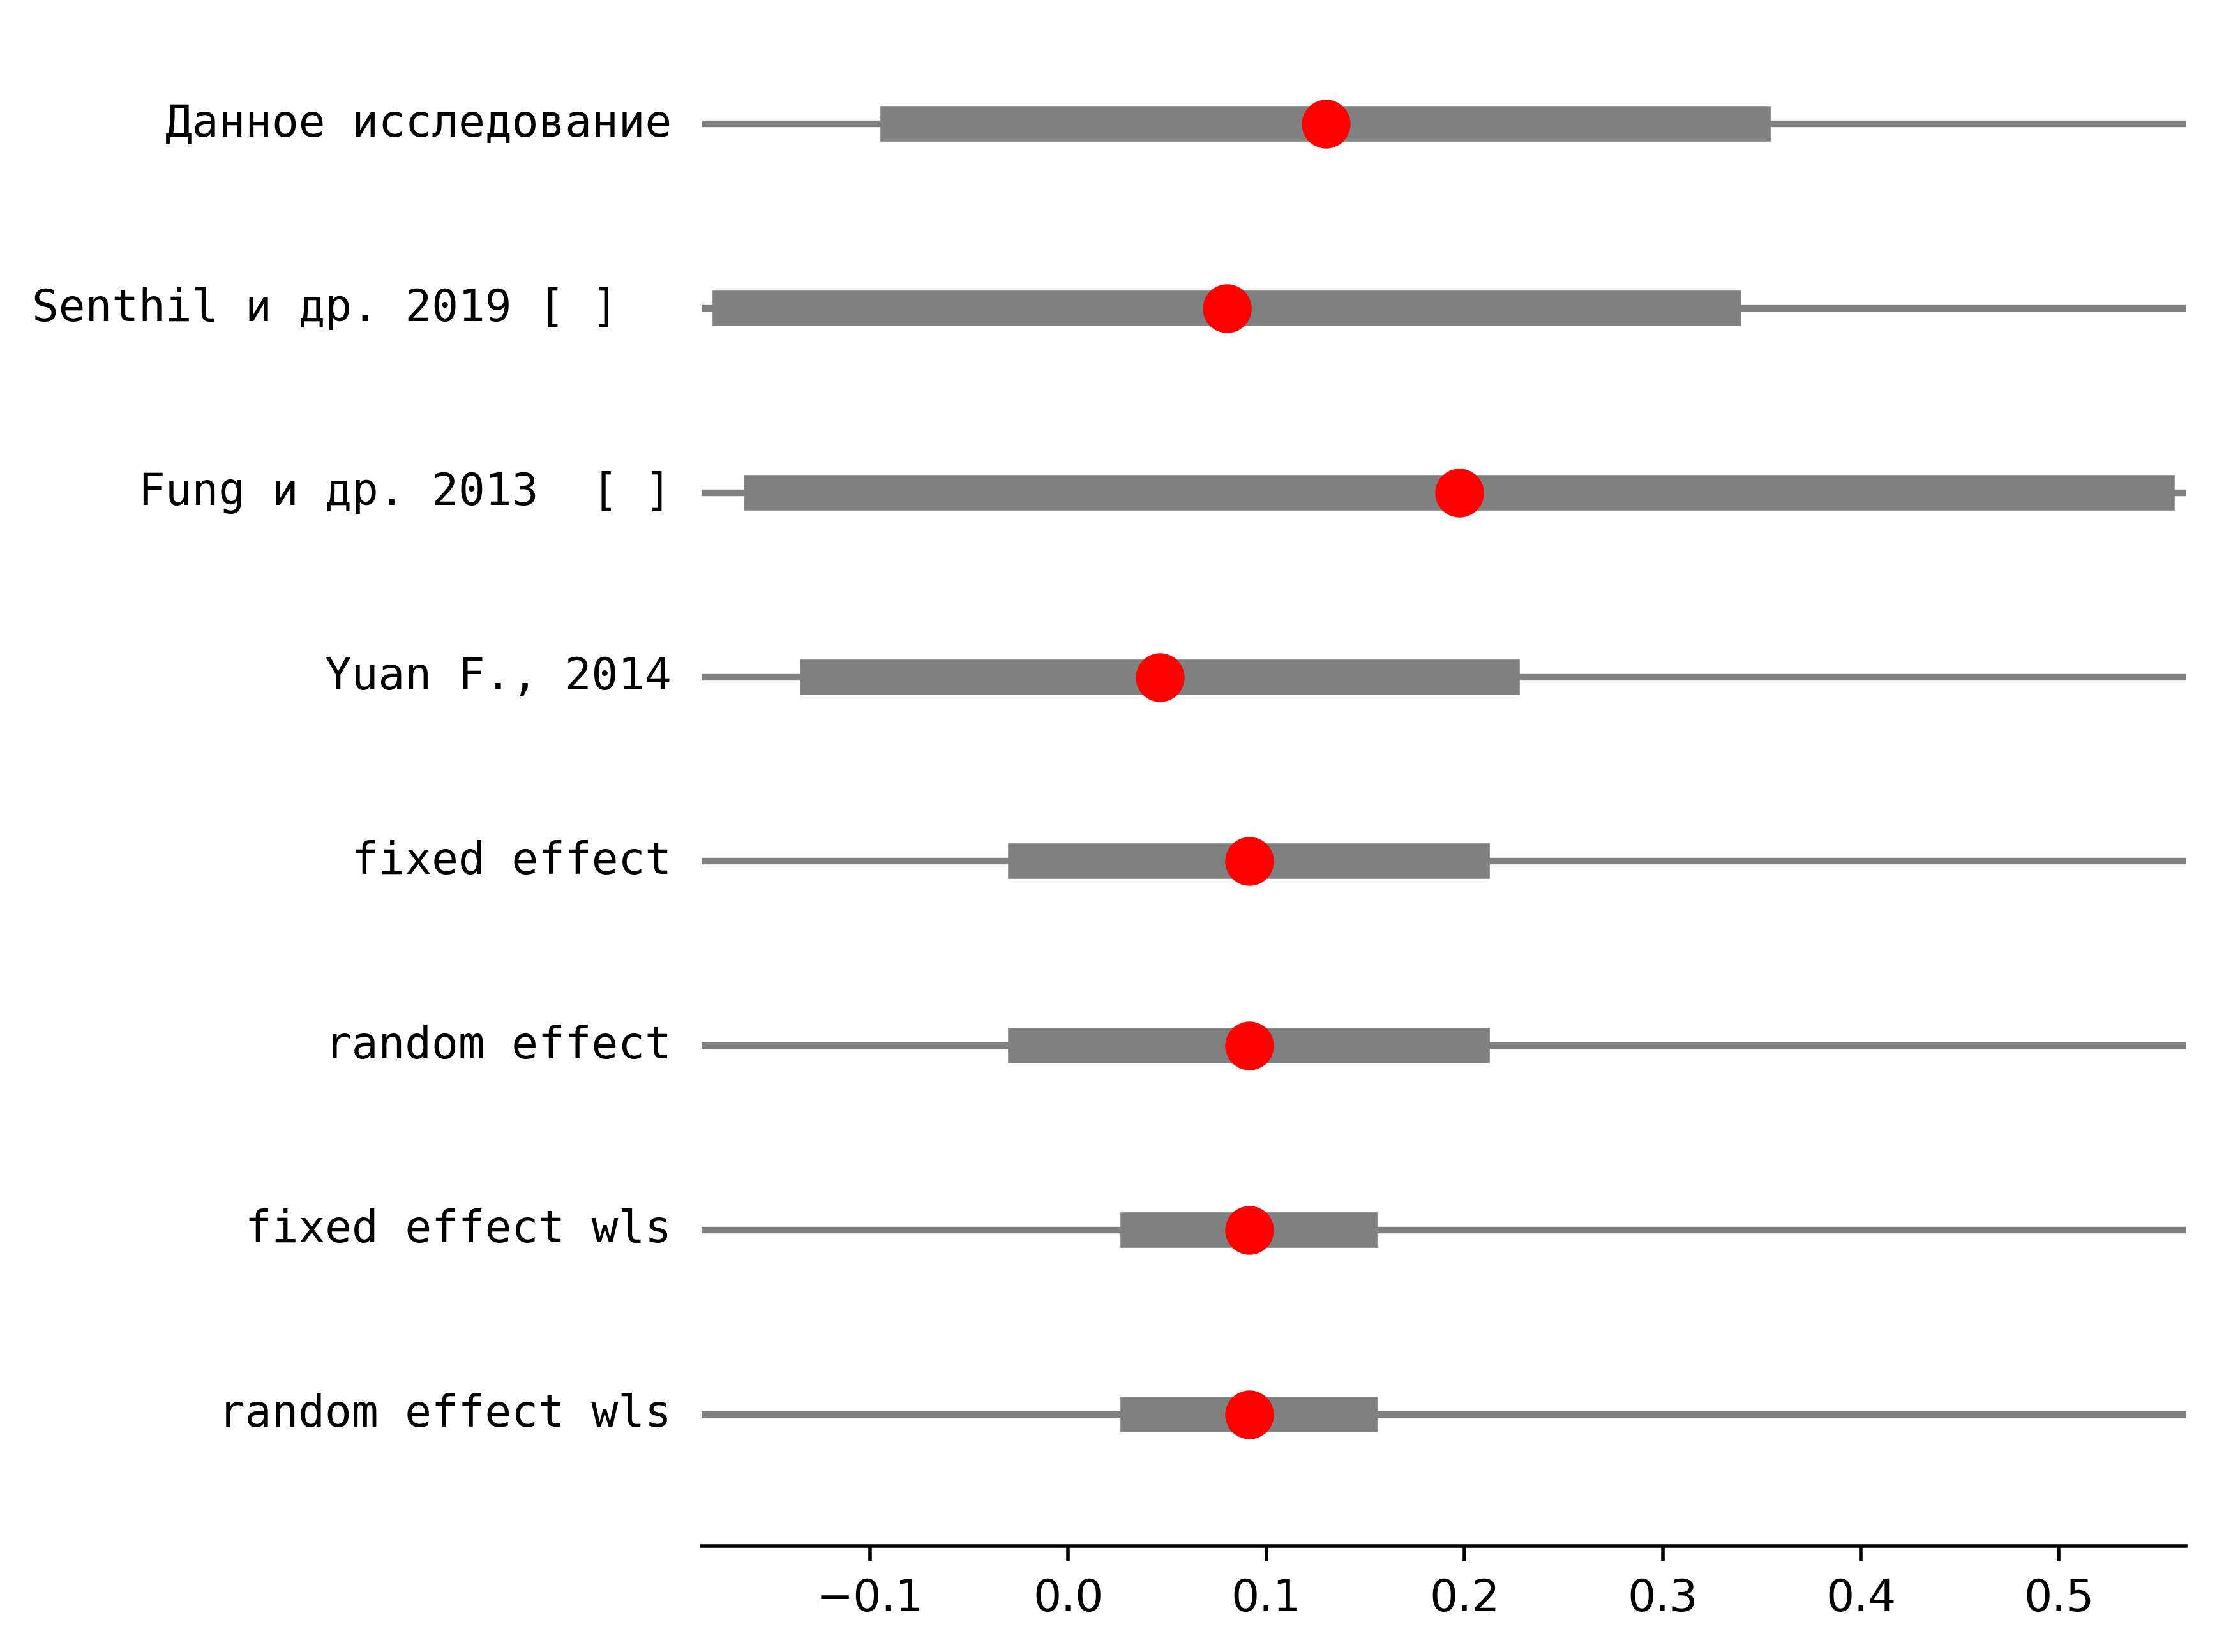 Данное исследование
Senthil и др. 2019 [ ]
Fung и др. 2013  [ ]
Yuan F., 2014
fixed effect
random effect
fixed effect wls
random effect wls
−0.1 0.0 0.1 0.2 0.3 0.4 0.5